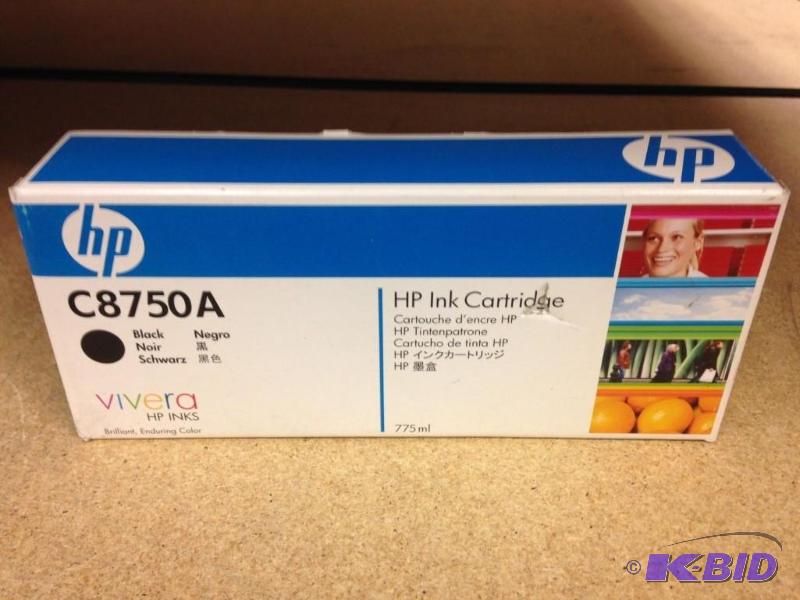 hp
hp
C8750A
Black Negro
Noir 黒
Schwarz 黑色
vivera
HP INKS
Brilliant, Enduring Color
HP Ink Cartridge
Cartouche d'encre HP
HP Tintenpatrone
Cartucho de tinta HP
HP インクカートリッジ
HP 墨盒
775 ml
© K-BID